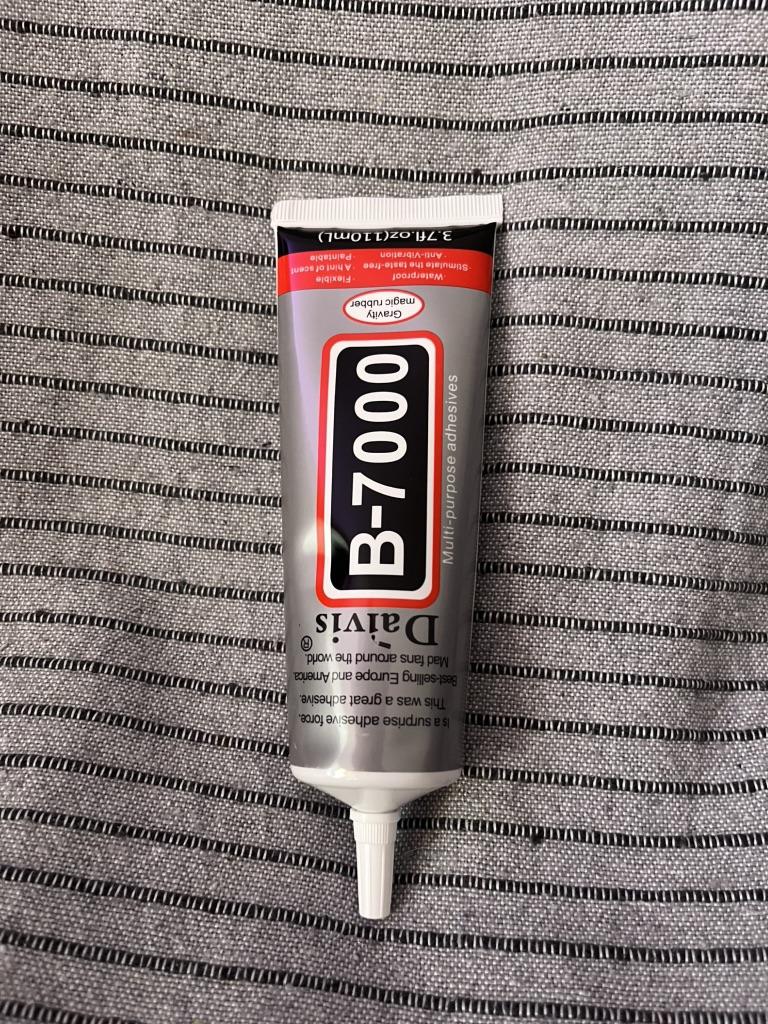 Is a surprise adhesive force.
This was a great adhesive.
Best-selling Europe and America.
Mad fans around the world.
Daivis®
B-7000
Multi-purpose adhesives
Gravity
magic rubber
·Waterproof ·Flexible
·Stimulate the taste-free ·A hint of scent
·Anti-Vibration ·Paintable
3.7fl.oz(110mL)